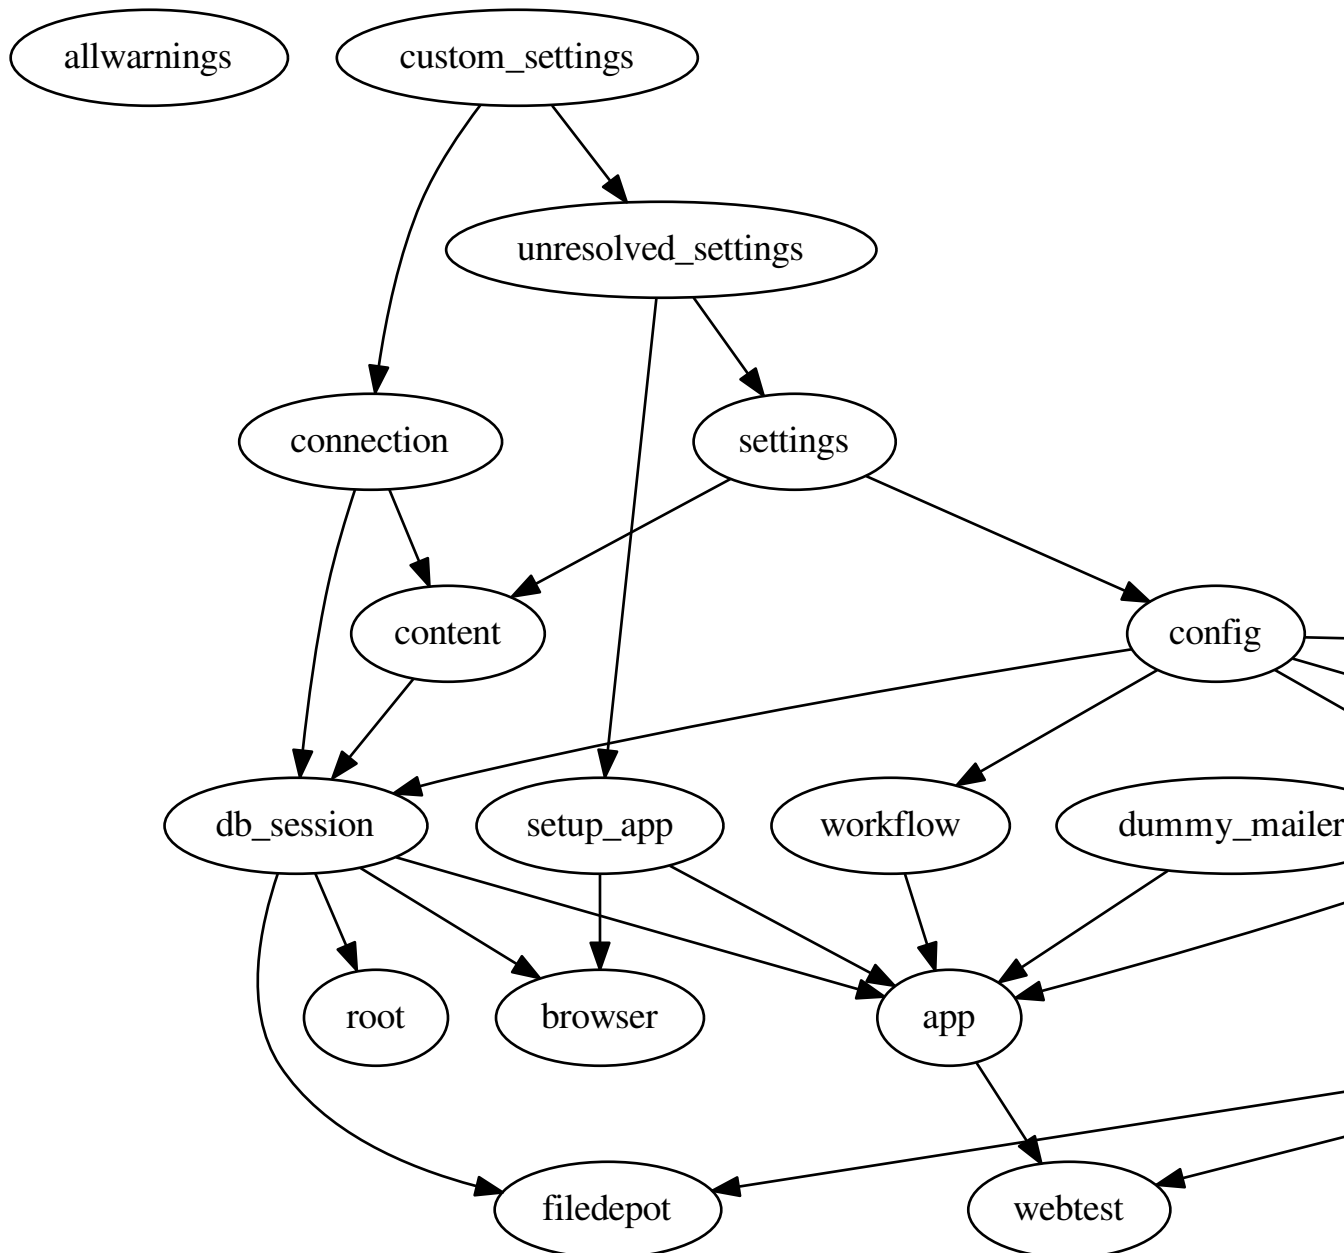 allwarnings
custom_settings
unresolved_settings
connection
settings
content
config
db_session
setup_app
workflow
dummy_mailer
root
browser
app
filedepot
webtest